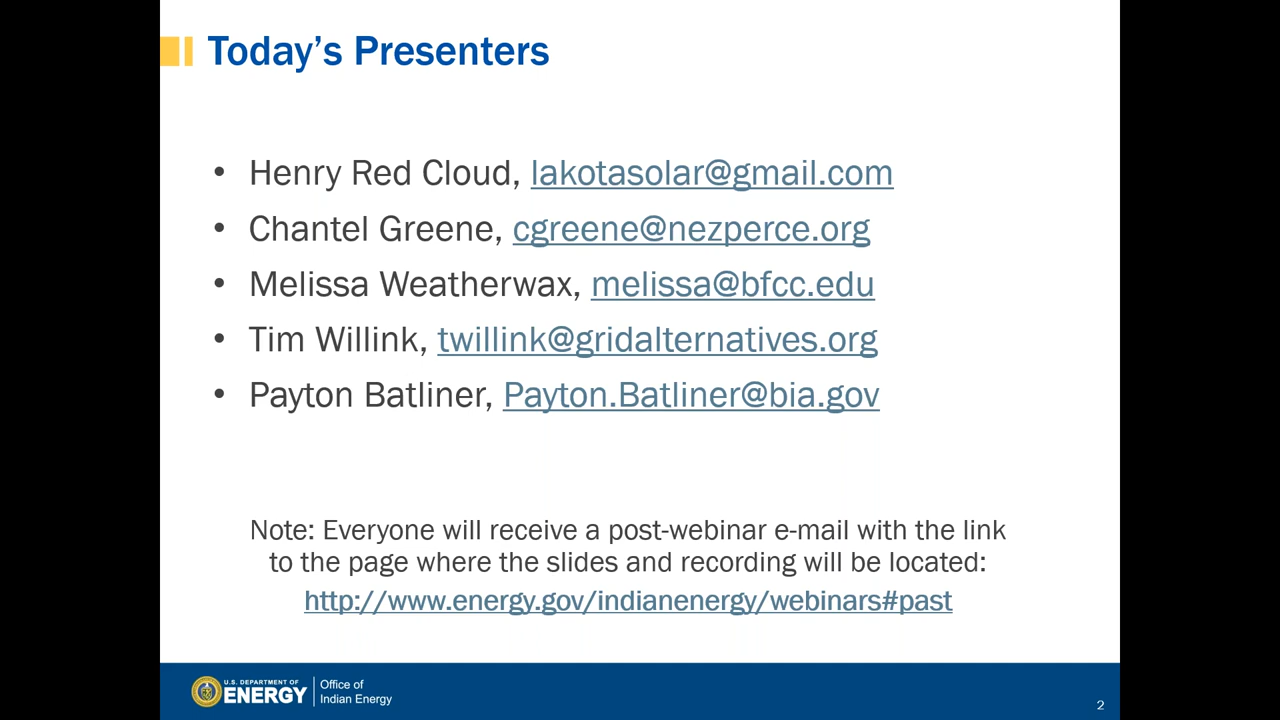 Today’s Presenters
• Henry Red Cloud, lakotasolar@gmail.com
• Chantel Greene, cgreene@nezperce.org
• Melissa Weatherwax, melissa@bfcc.edu
• Tim Willink, twillink@gridalternatives.org
• Payton Batliner, Payton.Batliner@bia.gov
Note: Everyone will receive a post-webinar e-mail with the link
to the page where the slides and recording will be located:
http://www.energy.gov/indianenergy/webinars#past
U.S. DEPARTMENT OF
ENERGY
Office of
Indian Energy
2